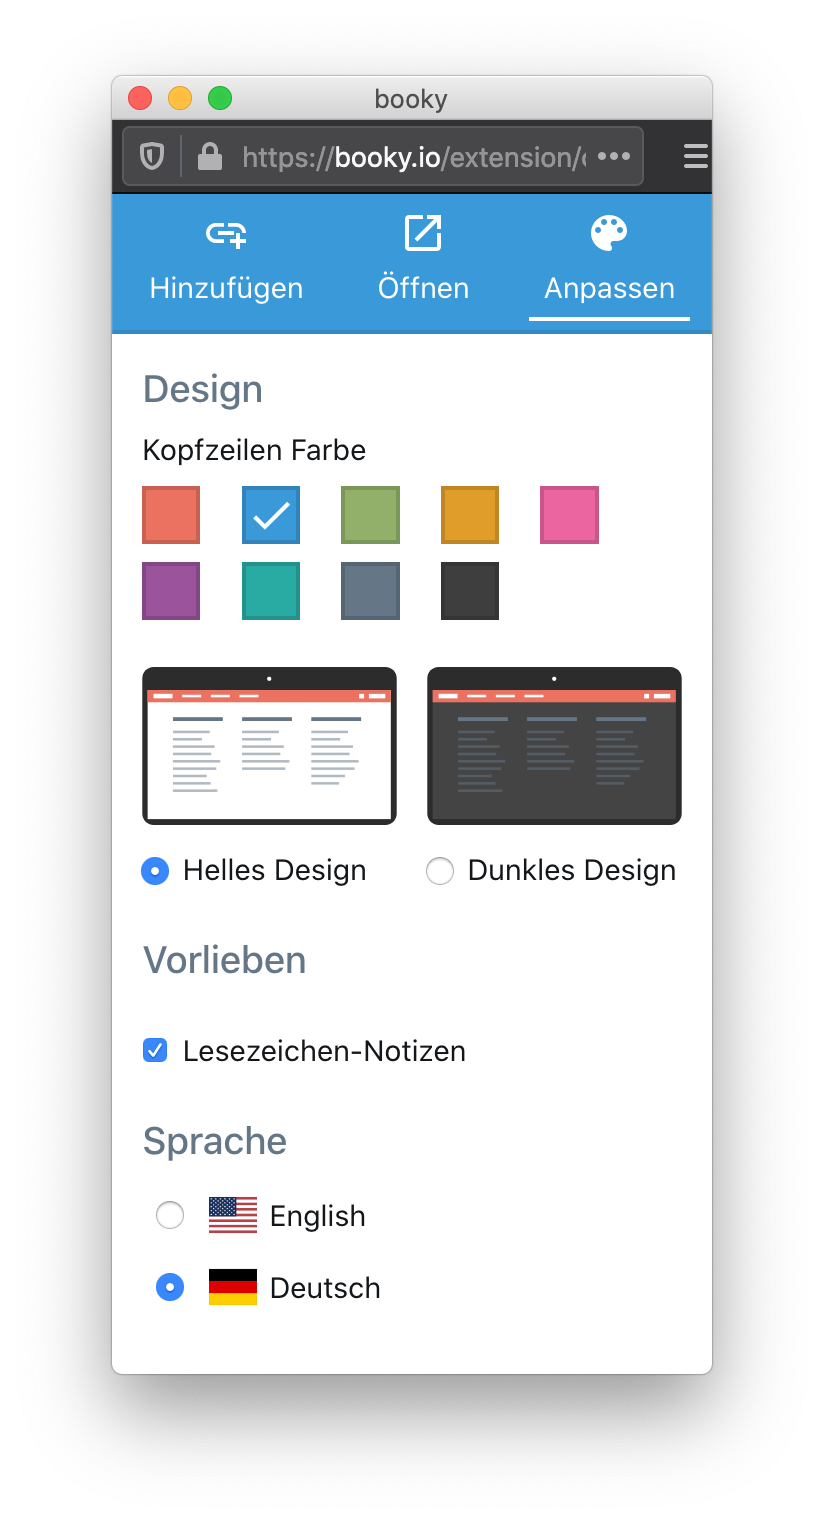 booky
https://booky.io/extension/
Hinzufügen
Öffnen
Anpassen
Design
Kopfzeilen Farbe
Helles Design
Dunkles Design
Vorlieben
Lesezeichen-Notizen
Sprache
English
Deutsch